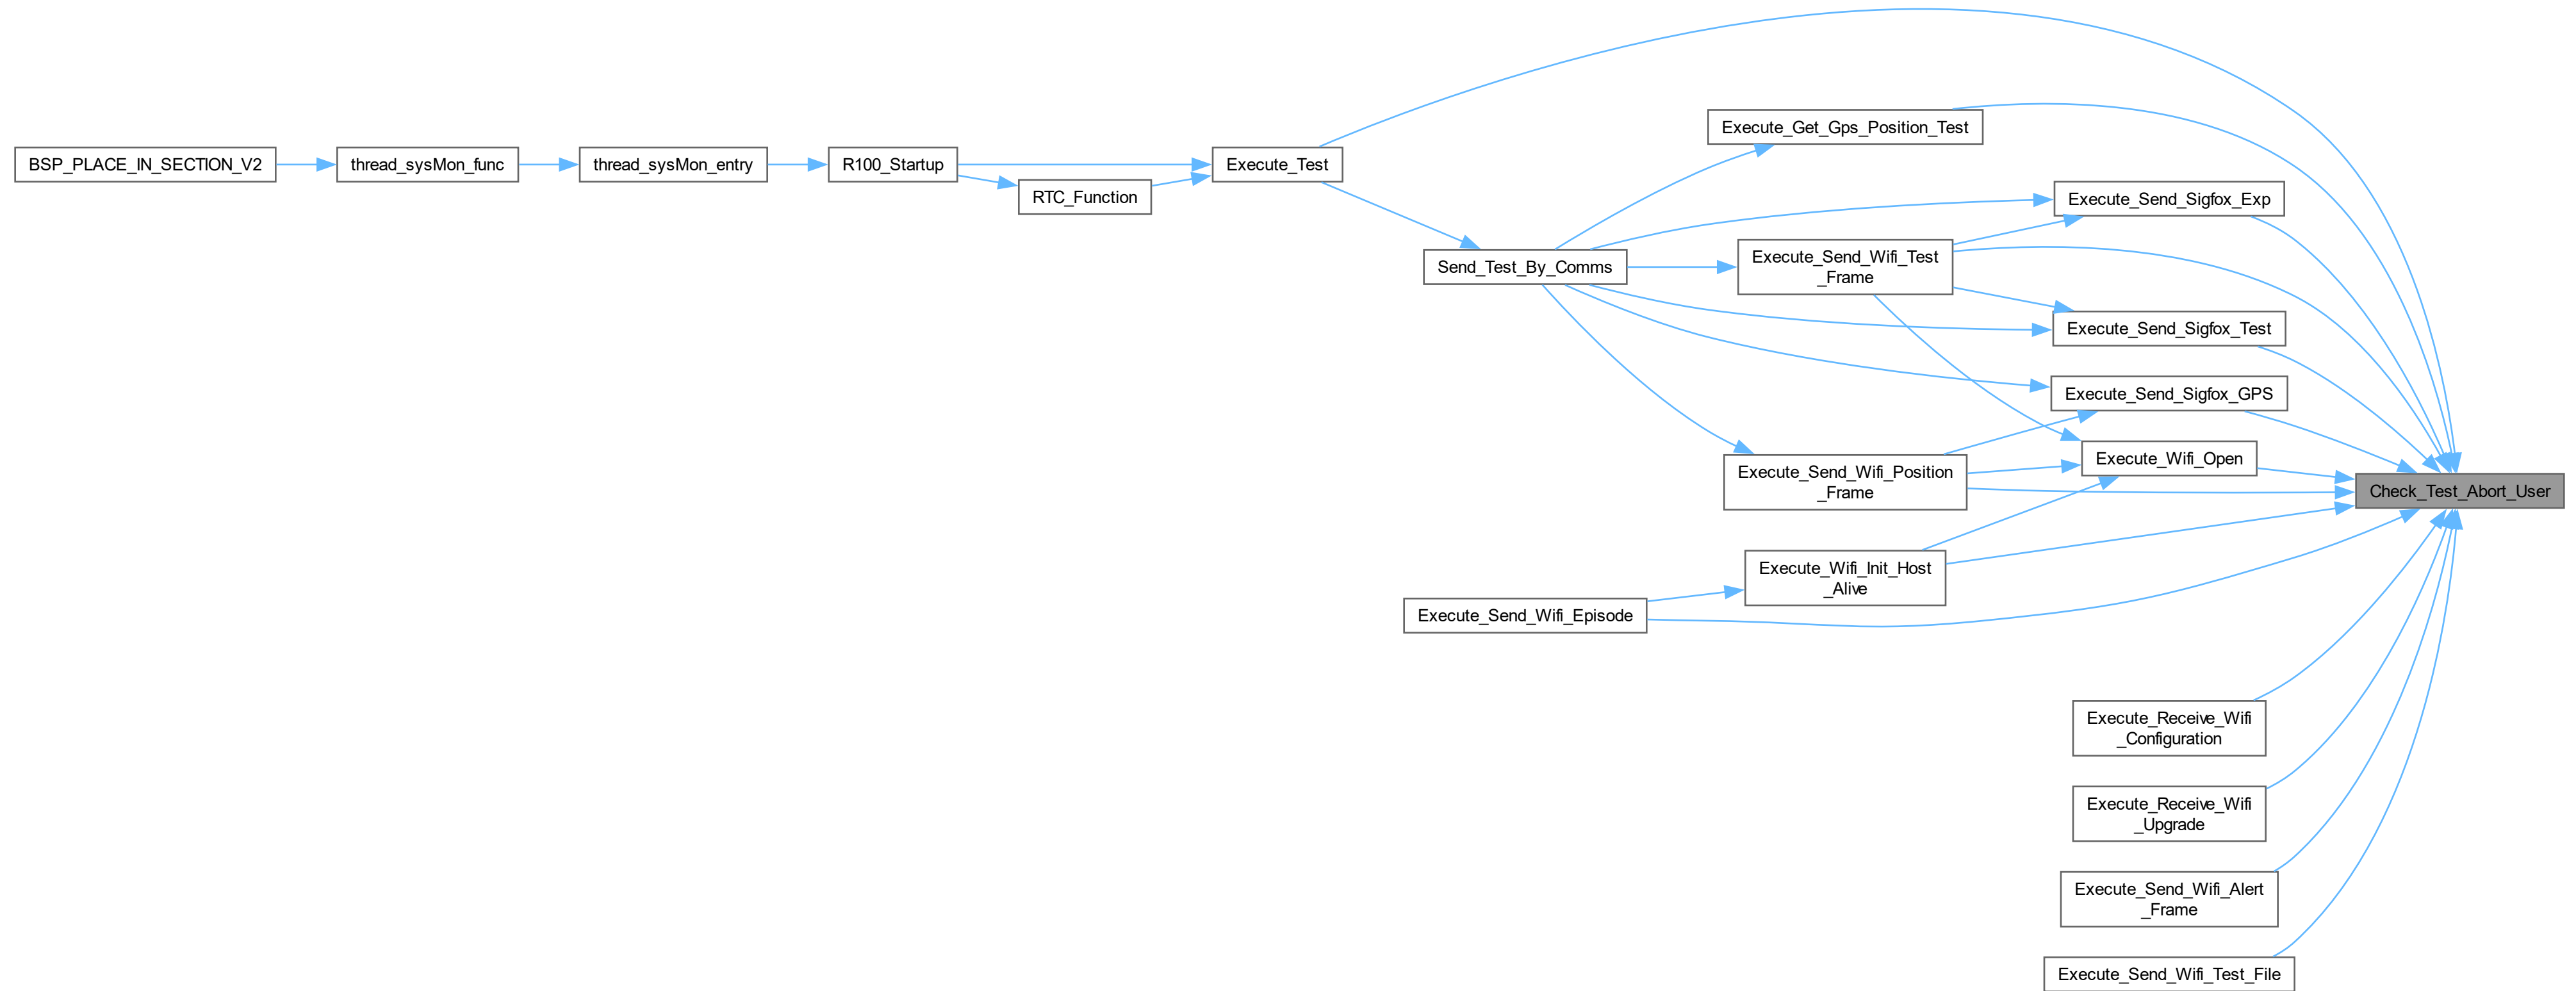 Execute_Get_Gps_Position_Test
BSP_PLACE_IN_SECTION_V2
thread_sysMon_func
thread_sysMon_entry
R100_Startup
Execute_Test
RTC_Function
Execute_Send_Sigfox_Exp
Send_Test_By_Comms
Execute_Send_Wifi_Test
_Frame
Execute_Send_Sigfox_Test
Execute_Send_Sigfox_GPS
Execute_Wifi_Open
Execute_Send_Wifi_Position
_Frame
Check_Test_Abort_User
Execute_Wifi_Init_Host
_Alive
Execute_Send_Wifi_Episode
Execute_Receive_Wifi
_Configuration
Execute_Receive_Wifi
_Upgrade
Execute_Send_Wifi_Alert
_Frame
Execute_Send_Wifi_Test_File